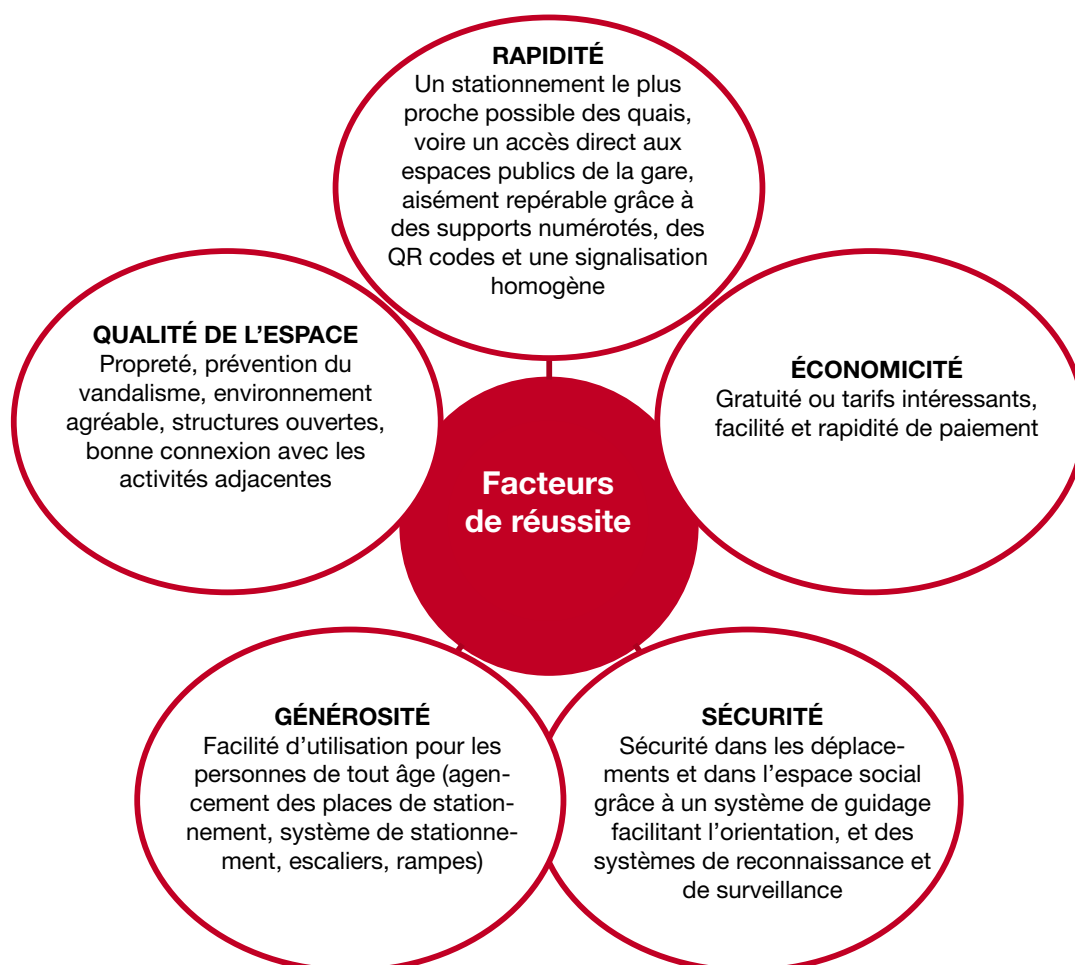 RAPIDITÉ
Un stationnement le plus
proche possible des quais,
voire un accès direct aux
espaces publics de la gare,
aisément repérable grâce à
des supports numérotés, des
QR codes et une signalisation
homogène
QUALITÉ DE L’ESPACE
Propreté, prévention du
vandalisme, environnement
agréable, structures ouvertes,
bonne connexion avec les
activités adjacentes
ÉCONOMICITÉ
Gratuité ou tarifs intéressants,
facilité et rapidité de paiement
Facteurs
de réussite
GÉNÉROSITÉ
Facilité d’utilisation pour les
personnes de tout âge (agen-
cement des places de station-
nement, système de stationne-
ment, escaliers, rampes)
SÉCURITÉ
Sécurité dans les déplace-
ments et dans l’espace social
grâce à un système de guidage
facilitant l’orientation, et des
systèmes de reconnaissance et
de surveillance